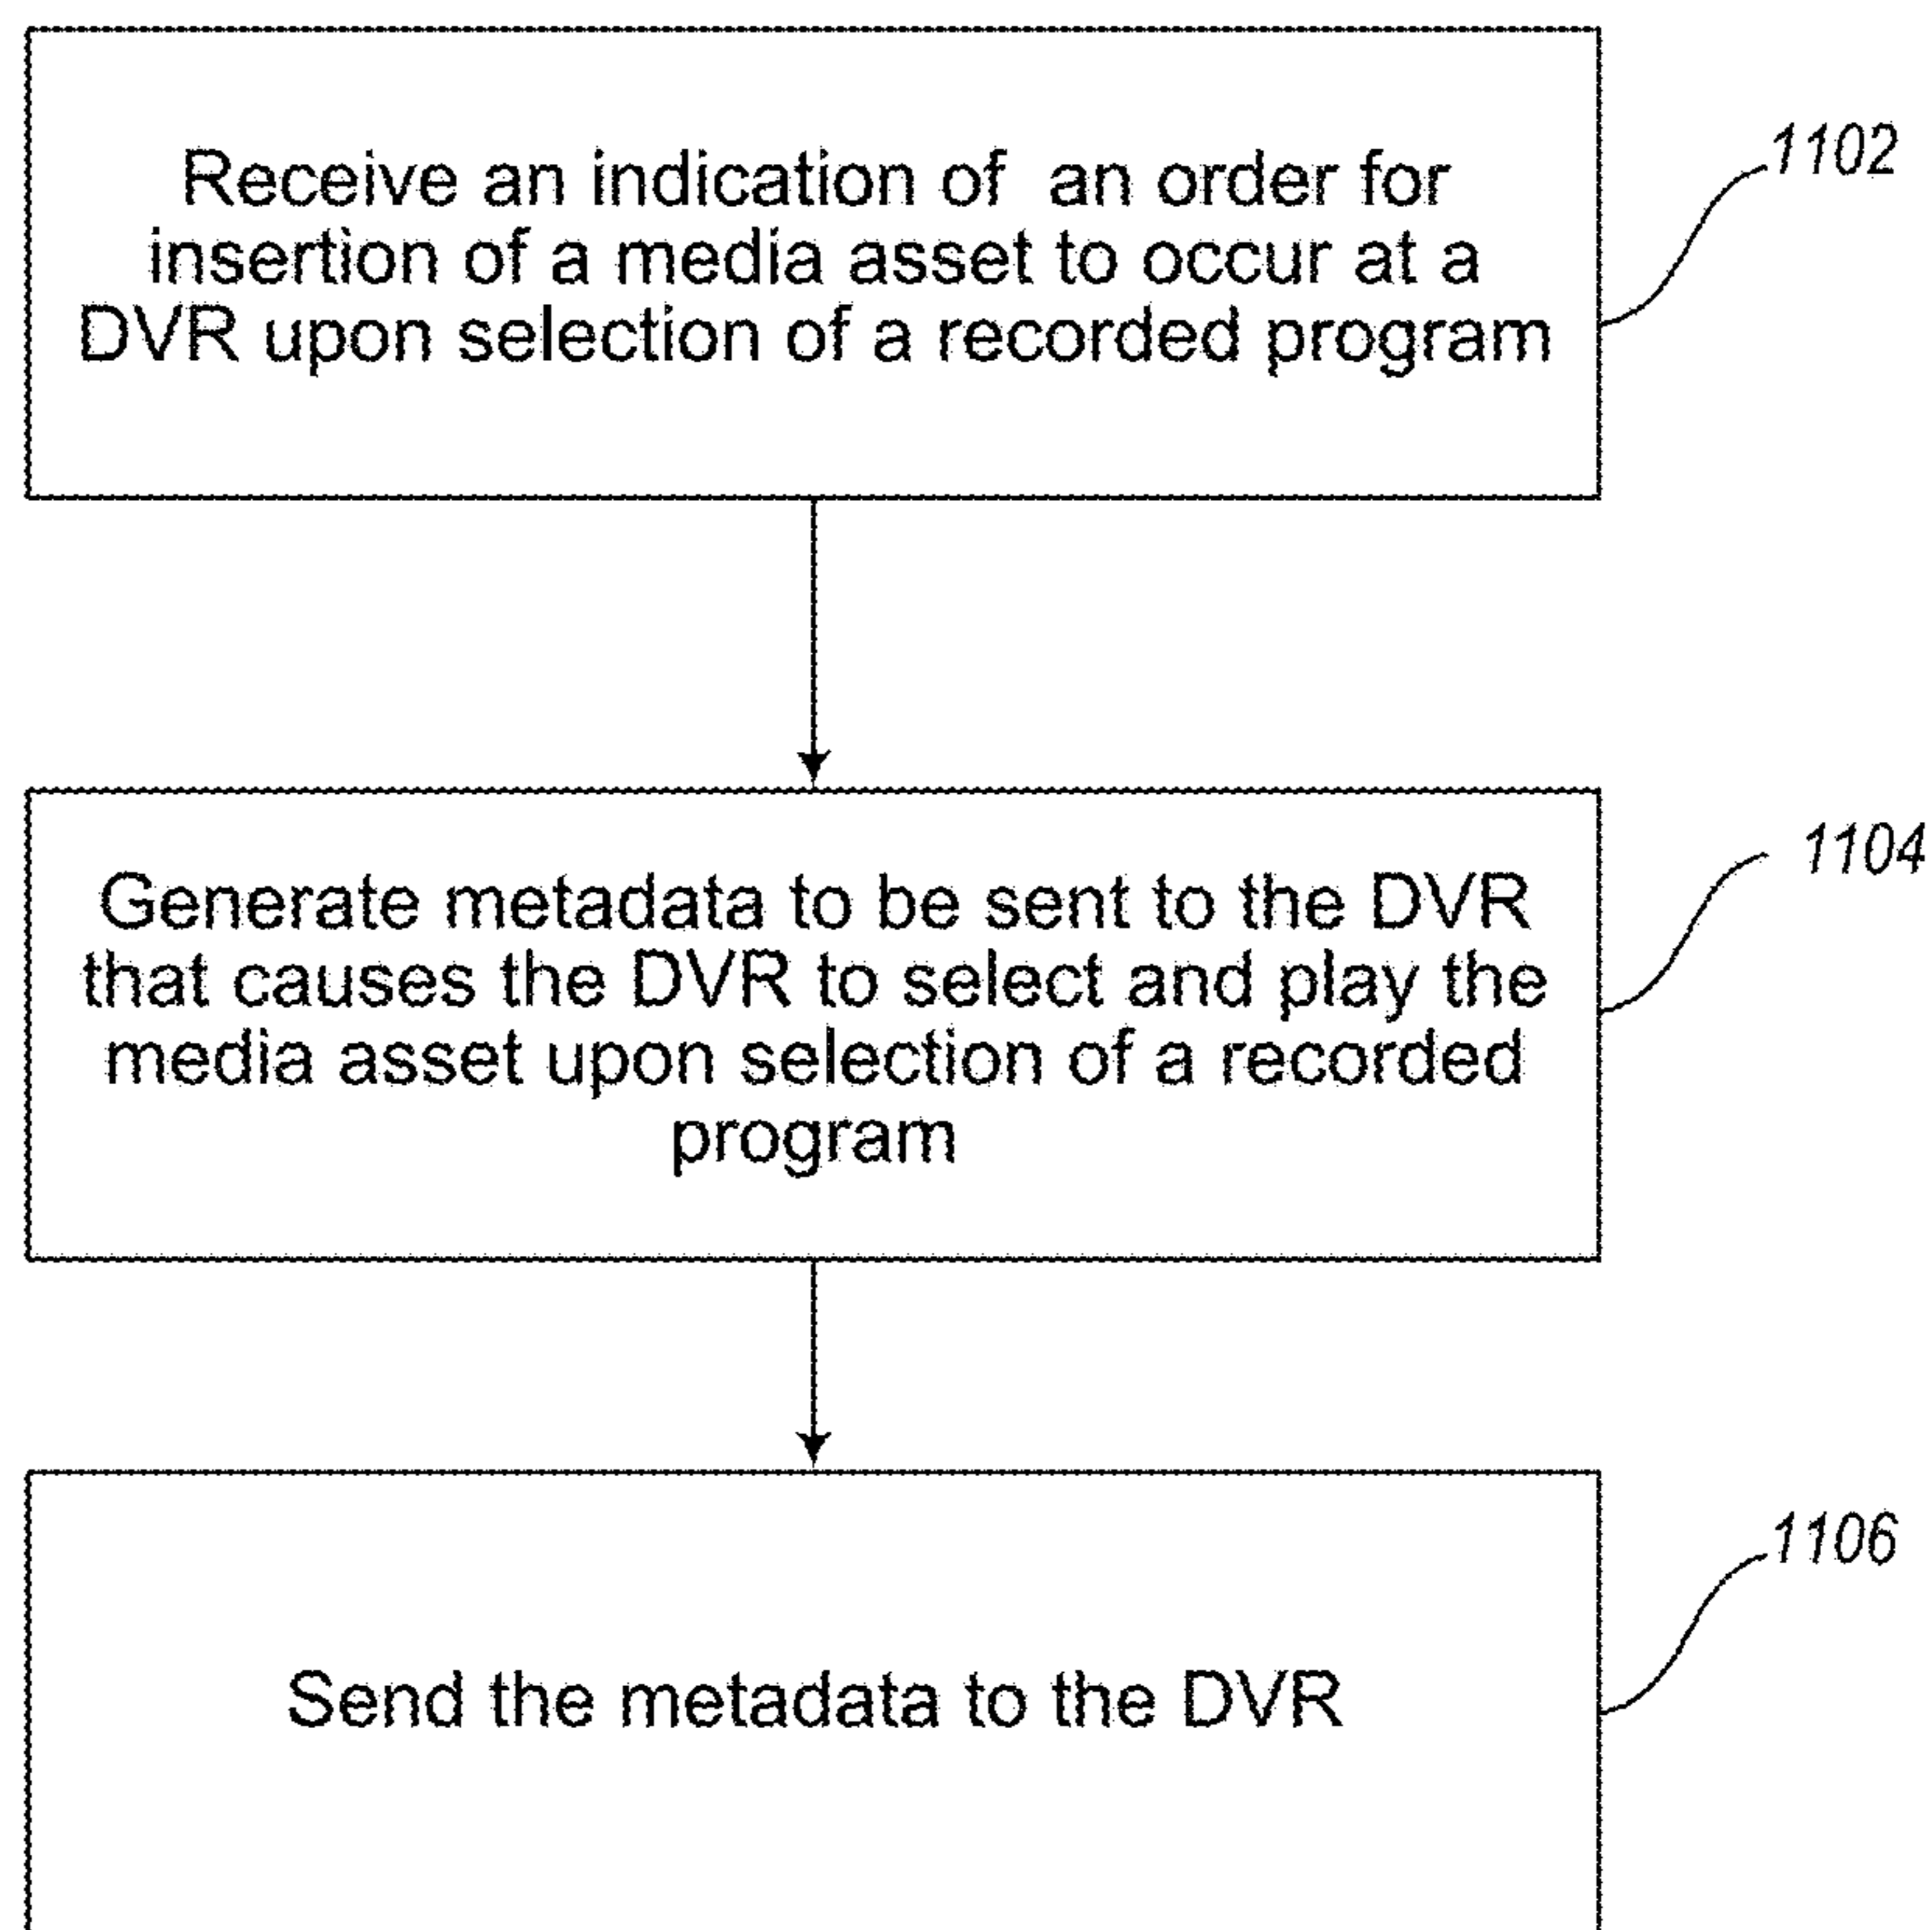 Receive an indication of an order for
insertion of a media asset to occur at a
DVR upon selection of a recorded program
1102
Generate metadata to be sent to the DVR
that causes the DVR to select and play the
media asset upon selection of a recorded
program
1104
Send the metadata to the DVR
1106